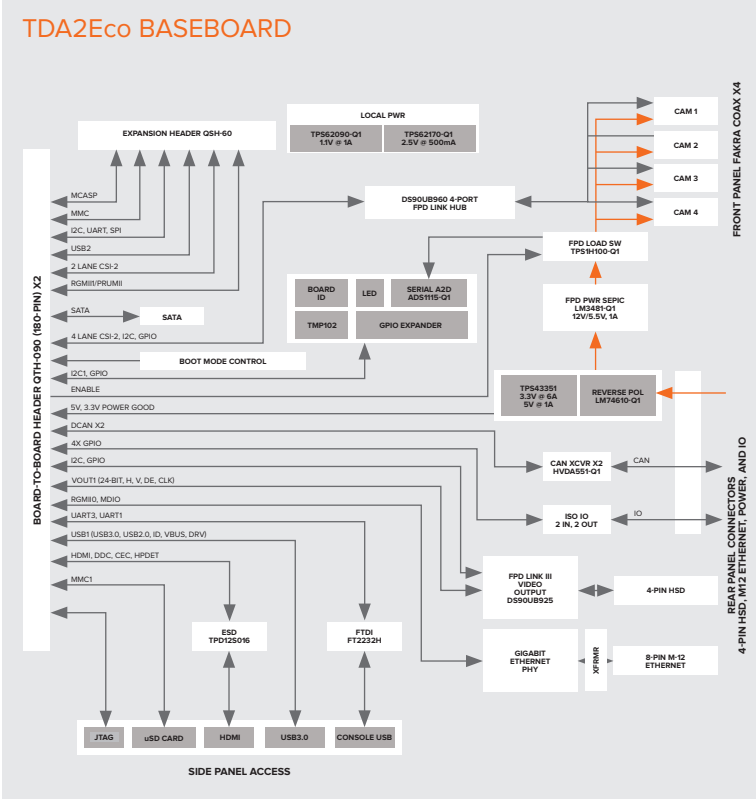 TDA2Eco BASEBOARD
LOCAL PWR
TPS62090-Q1
1.1V @ 1A
TPS62170-Q1
2.5V @ 500mA
EXPANSION HEADER QSH-60
CAM 1
CAM 2
CAM 3
CAM 4
FRONT PANEL FAKRA COAX X4
BOARD-TO-BOARD HEADER QTH-090 (180-PIN) X2
MCASP
MMC
I2C, UART, SPI
USB2
2 LANE CSI-2
RGMII1/PRUMII
SATA
SATA
4 LANE CSI-2, I2C, GPIO
BOOT MODE CONTROL
I2C1, GPIO
ENABLE
5V, 3.3V POWER GOOD
DCAN X2
4X GPIO
I2C, GPIO
VOUT1 (24-BIT, H, V, DE, CLK)
RGMII0, MDIO
UART3, UART1
USB1 (USB3.0, USB2.0, ID, VBUS, DRV)
HDMI, DDC, CEC, HPDET
MMC1
DS90UB960 4-PORT
FPD LINK HUB
FPD LOAD SW
TPS1H100-Q1
BOARD
ID
LED
SERIAL A2D
ADS1115-Q1
TMP102
GPIO EXPANDER
FPD PWR SEPIC
LM3481-Q1
12V/5.5V, 1A
TPS43351
3.3V @ 6A
5V @ 1A
REVERSE POL
LM74610-Q1
CAN XCVR X2
HVDA551-Q1
CAN
ISO IO
2 IN, 2 OUT
IO
REAR PANEL CONNECTORS
4-PIN HSD, M12 ETHERNET, POWER, AND IO
FPD LINK III
VIDEO
OUTPUT
DS90UB925
4-PIN HSD
GIGABIT
ETHERNET
PHY
XFRMR
8-PIN M-12
ETHERNET
ESD
TPD12S016
FTDI
FT2232H
JTAG
uSD CARD
HDMI
USB3.0
CONSOLE USB
SIDE PANEL ACCESS